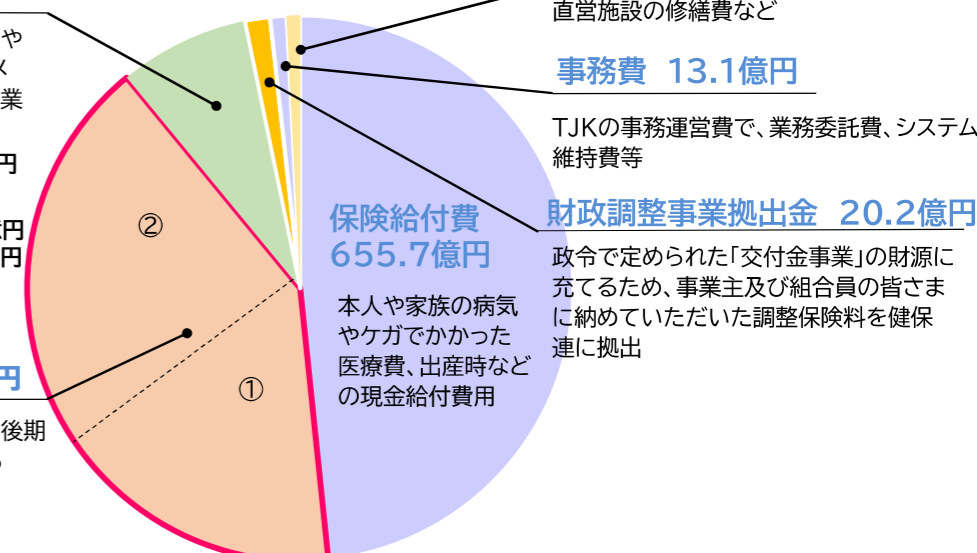 直営施設の修繕費など
事務費 13.1億円
TJKの事務運営費で、業務委託費、システム
維持費等
財政調整事業拠出金 20.2億円
政令で定められた「交付金事業」の財源に
充てるため、事業主及び組合員の皆さま
に納めていただいた調整保険料を健保
連に拠出
保険給付費
655.7億円
本人や家族の病気
やケガでかかった
医療費、出産時など
の現金給付費用
②
①
や
業
円
円
円
円
後期